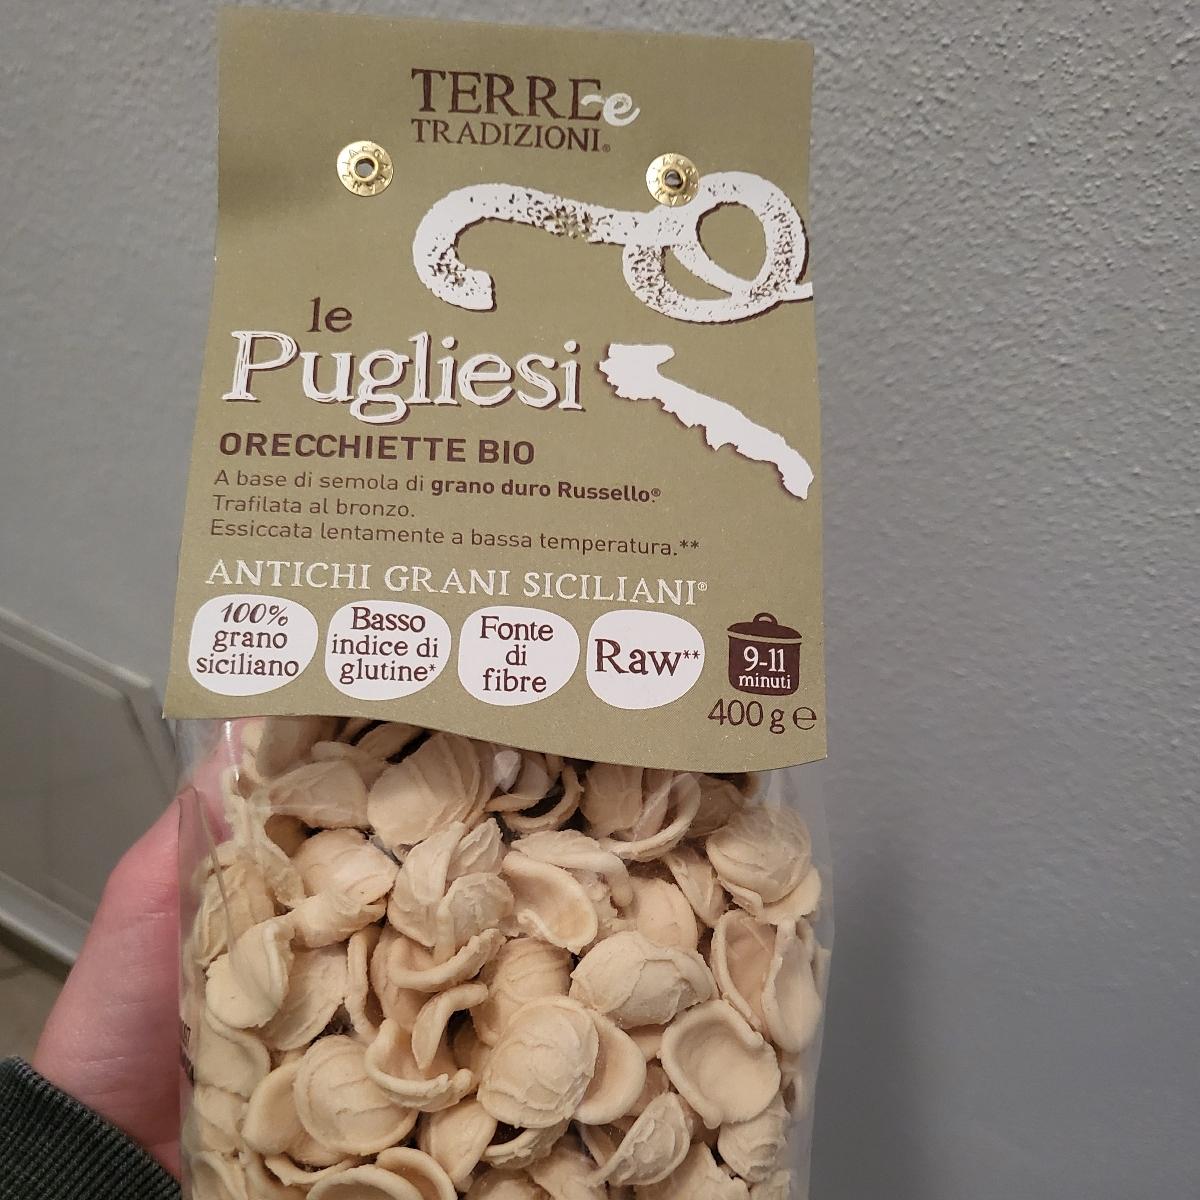 TERRE e
TRADIZIONI®
le
Pugliesi
ORECCHIETTE BIO
A base di semola di grano duro Russello®.
Trafilata al bronzo.
Essiccata lentamente a bassa temperatura.**
ANTICHI GRANI SICILIANI®
100%
grano
siciliano
Basso
indice di
glutine*
Fonte
di
fibre
Raw**
9-11
minuti
400 g ℮